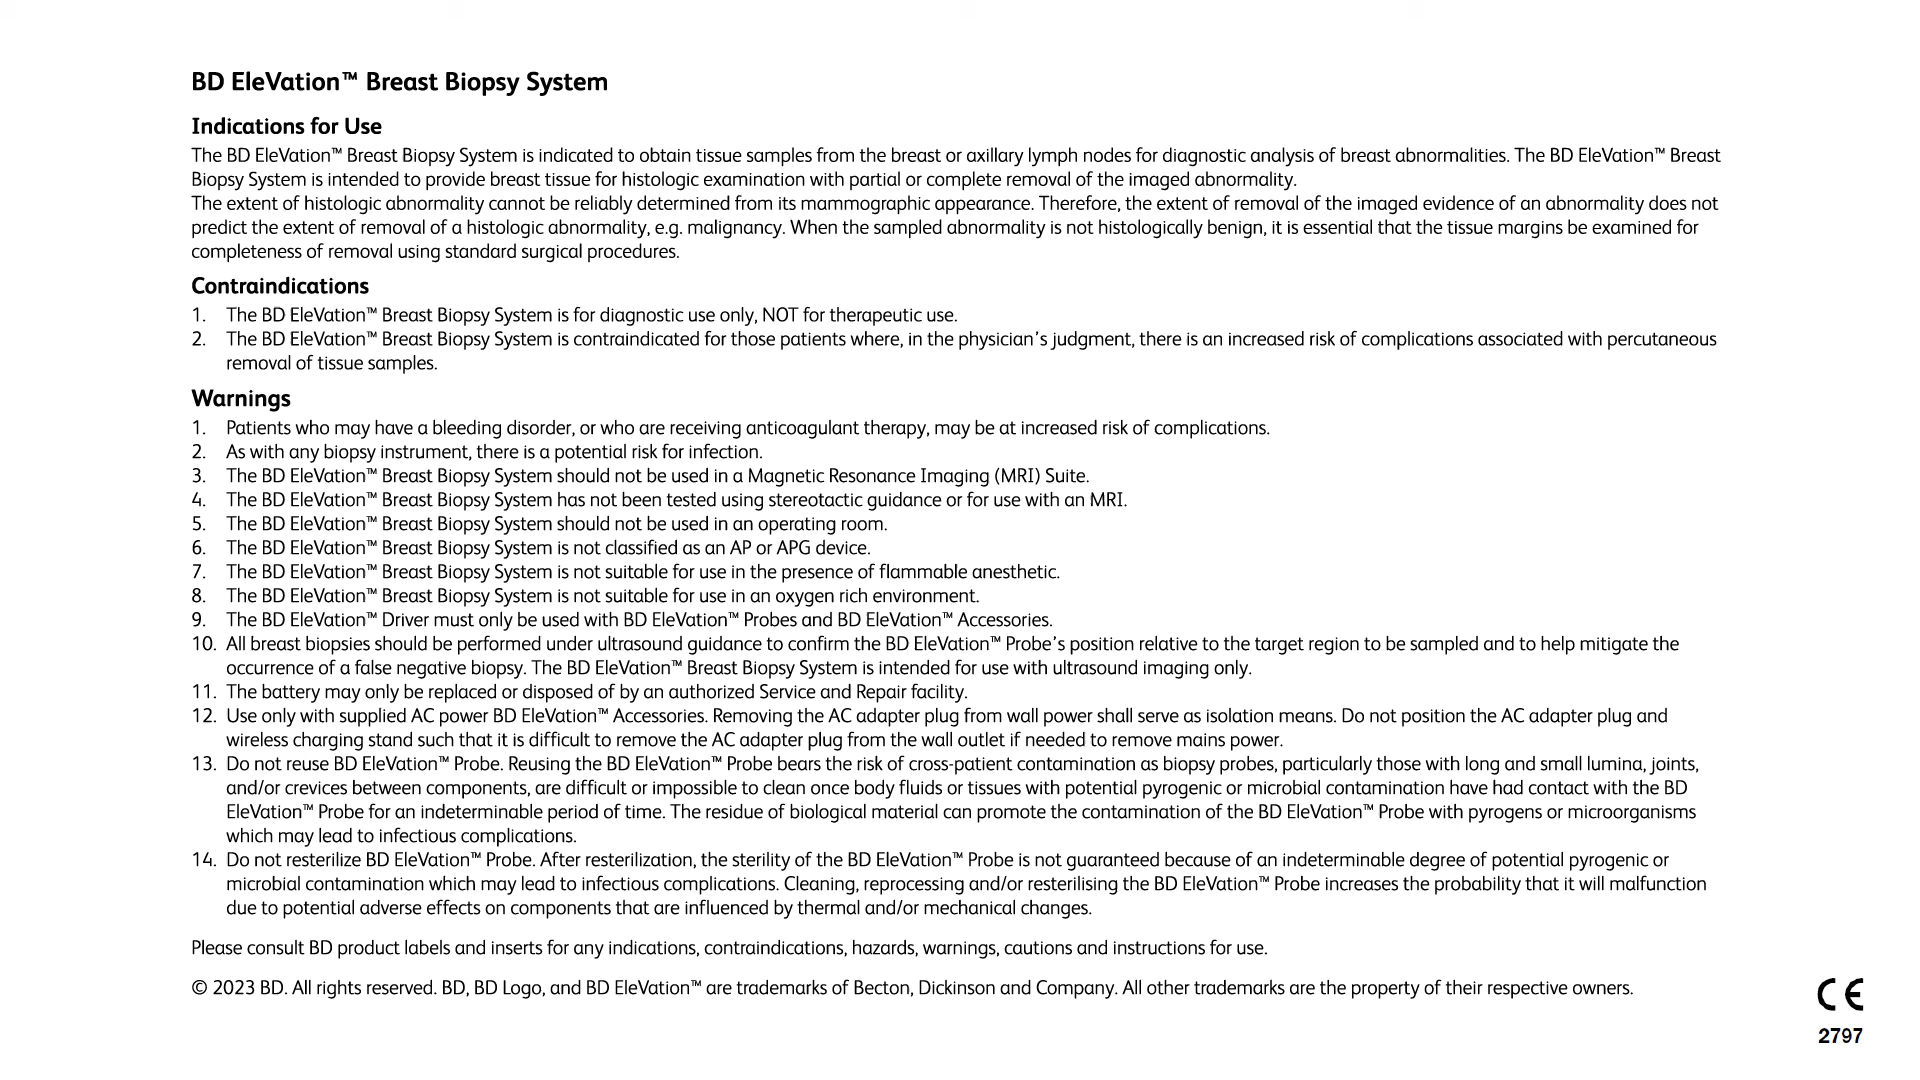 BD EleVation™ Breast Biopsy System
Indications for Use
The BD EleVation™ Breast Biopsy System is indicated to obtain tissue samples from the breast or axillary lymph nodes for diagnostic analysis of breast abnormalities. The BD EleVation™ Breast
Biopsy System is intended to provide breast tissue for histologic examination with partial or complete removal of the imaged abnormality.
The extent of histologic abnormality cannot be reliably determined from its mammographic appearance. Therefore, the extent of removal of the imaged evidence of an abnormality does not
predict the extent of removal of a histologic abnormality, e.g. malignancy. When the sampled abnormality is not histologically benign, it is essential that the tissue margins be examined for
completeness of removal using standard surgical procedures.
Contraindications
1. The BD EleVation™ Breast Biopsy System is for diagnostic use only, NOT for therapeutic use.
2. The BD EleVation™ Breast Biopsy System is contraindicated for those patients where, in the physician's judgment, there is an increased risk of complications associated with percutaneous
removal of tissue samples.
Warnings
1. Patients who may have a bleeding disorder, or who are receiving anticoagulant therapy, may be at increased risk of complications.
2. As with any biopsy instrument, there is a potential risk for infection.
3. The BD EleVation™ Breast Biopsy System should not be used in a Magnetic Resonance Imaging (MRI) Suite.
4. The BD EleVation™ Breast Biopsy System has not been tested using stereotactic guidance or for use with an MRI.
5. The BD EleVation™ Breast Biopsy System should not be used in an operating room.
6. The BD EleVation™ Breast Biopsy System is not classified as an AP or APG device.
7. The BD EleVation™ Breast Biopsy System is not suitable for use in the presence of flammable anesthetic.
8. The BD EleVation™ Breast Biopsy System is not suitable for use in an oxygen rich environment.
9. The BD EleVation™ Driver must only be used with BD EleVation™ Probes and BD EleVation™ Accessories.
10. All breast biopsies should be performed under ultrasound guidance to confirm the BD EleVation™ Probe's position relative to the target region to be sampled and to help mitigate the
occurrence of a false negative biopsy. The BD EleVation™ Breast Biopsy System is intended for use with ultrasound imaging only.
11. The battery may only be replaced or disposed of by an authorized Service and Repair facility.
12. Use only with supplied AC power BD EleVation™ Accessories. Removing the AC adapter plug from wall power shall serve as isolation means. Do not position the AC adapter plug and
wireless charging stand such that it is difficult to remove the AC adapter plug from the wall outlet if needed to remove mains power.
13. Do not reuse BD EleVation™ Probe. Reusing the BD EleVation™ Probe bears the risk of cross-patient contamination as biopsy probes, particularly those with long and small lumina, joints,
and/or crevices between components, are difficult or impossible to clean once body fluids or tissues with potential pyrogenic or microbial contamination have had contact with the BD
EleVation™ Probe for an indeterminable period of time. The residue of biological material can promote the contamination of the BD EleVation™ Probe with pyrogens or microorganisms
which may lead to infectious complications.
14. Do not resterilize BD EleVation™ Probe. After resterilization, the sterility of the BD EleVation™ Probe is not guaranteed because of an indeterminable degree of potential pyrogenic or
microbial contamination which may lead to infectious complications. Cleaning, reprocessing and/or resterilising the BD EleVation™ Probe increases the probability that it will malfunction
due to potential adverse effects on components that are influenced by thermal and/or mechanical changes.
Please consult BD product labels and inserts for any indications, contraindications, hazards, warnings, cautions and instructions for use.
© 2023 BD. All rights reserved. BD, BD Logo, and BD EleVation™ are trademarks of Becton, Dickinson and Company. All other trademarks are the property of their respective owners.
CE
2797